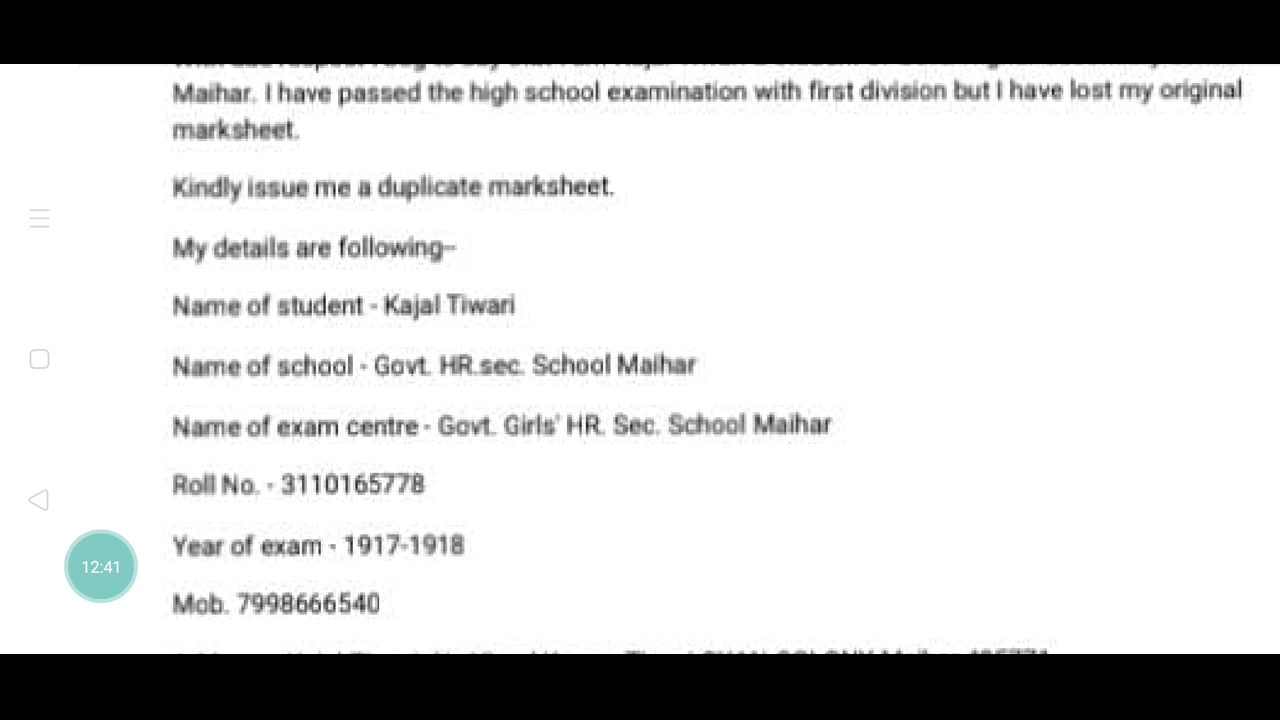 Maihar. I have passed the high school examination with first division but I have lost my original
marksheet.
Kindly issue me a duplicate marksheet.
My details are following--
Name of student - Kajal Tiwari
Name of school - Govt. HR.sec. School Maihar
Name of exam centre - Govt. Girls' HR. Sec. School Maihar
Roll No. - 3110165778
Year of exam - 1917-1918
12:41
Mob. 7998666540